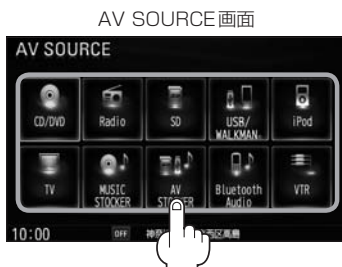 AV SOURCE画面
AV SOURCE
CD/DVD
Radio
SD
USB/
WALKMAN®
iPod
TV
MUSIC
STOCKER
AV
Bluetooth
Audio
VTR
10:00
OFF